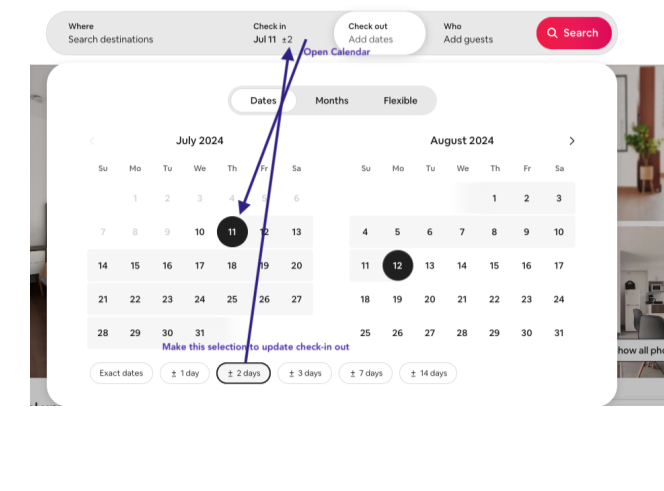 Where
Search destinations
Check in
Jul 11 ±2
Check out
Add dates
Who
Add guests
Search
Open Calendar
Dates Months Flexible
July 2024
Su Mo Tu We Th Fr Sa
1 2 3 4 5 6
7 8 9 10 11 12 13
14 15 16 17 18 19 20
21 22 23 24 25 26 27
28 29 30 31
August 2024
Su Mo Tu We Th Fr Sa
1 2 3
4 5 6 7 8 9 10
11 12 13 14 15 16 17
18 19 20 21 22 23 24
25 26 27 28 29 30 31
Make this selection to update check-in out
Exact dates ± 1 day ± 2 days ± 3 days ± 7 days ± 14 days
how all pho